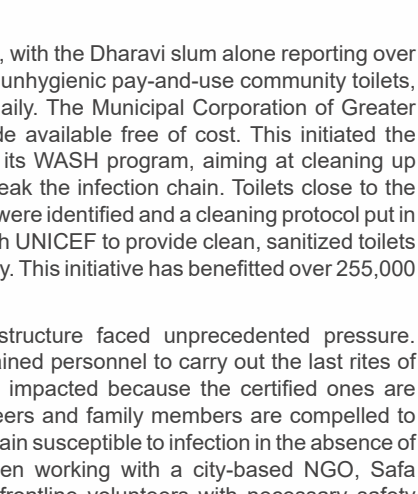 , with the Dharavi slum alone reporting over
unhygienic pay-and-use community toilets,
aily. The Municipal Corporation of Greater
de available free of cost. This initiated the
its WASH program, aiming at cleaning up
eak the infection chain. Toilets close to the
were identified and a cleaning protocol put in
h UNICEF to provide clean, sanitized toilets
y. This initiative has benefitted over 255,000
structure faced unprecedented pressure.
ined personnel to carry out the last rites of
impacted because the certified ones are
eers and family members are compelled to
ain susceptible to infection in the absence of
en working with a city-based NGO, Safa
frontline volunteers with necessary safety